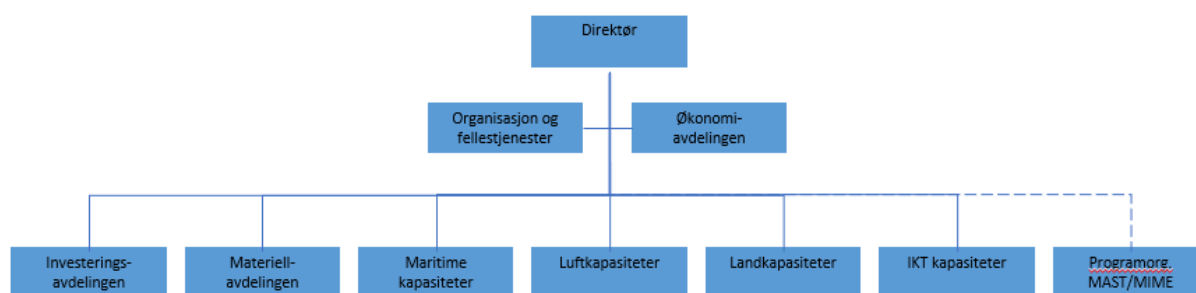 Direktør
Organisasjon og
fellestjenester
Økonomi-
avdelingen
Investerings-
avdelingen
Materiell-
avdelingen
Maritime
kapasiteter
Luftkapasiteter
Landkapasiteter
IKT kapasiteter
Programorg.
MAST/MIME